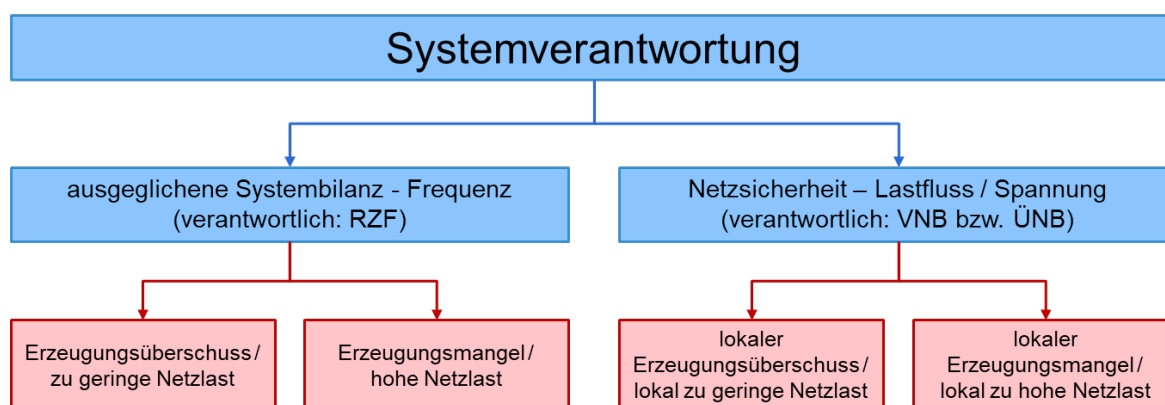 Systemverantwortung
ausgeglichene Systembilanz - Frequenz
(verantwortlich: RZF)
Netzsicherheit – Lastfluss / Spannung
(verantwortlich: VNB bzw. ÜNB)
Erzeugungsüberschuss /
zu geringe Netzlast
Erzeugungsmangel /
hohe Netzlast
lokaler
Erzeugungsüberschuss /
lokal zu geringe Netzlast
lokaler
Erzeugungsmangel /
lokal zu hohe Netzlast